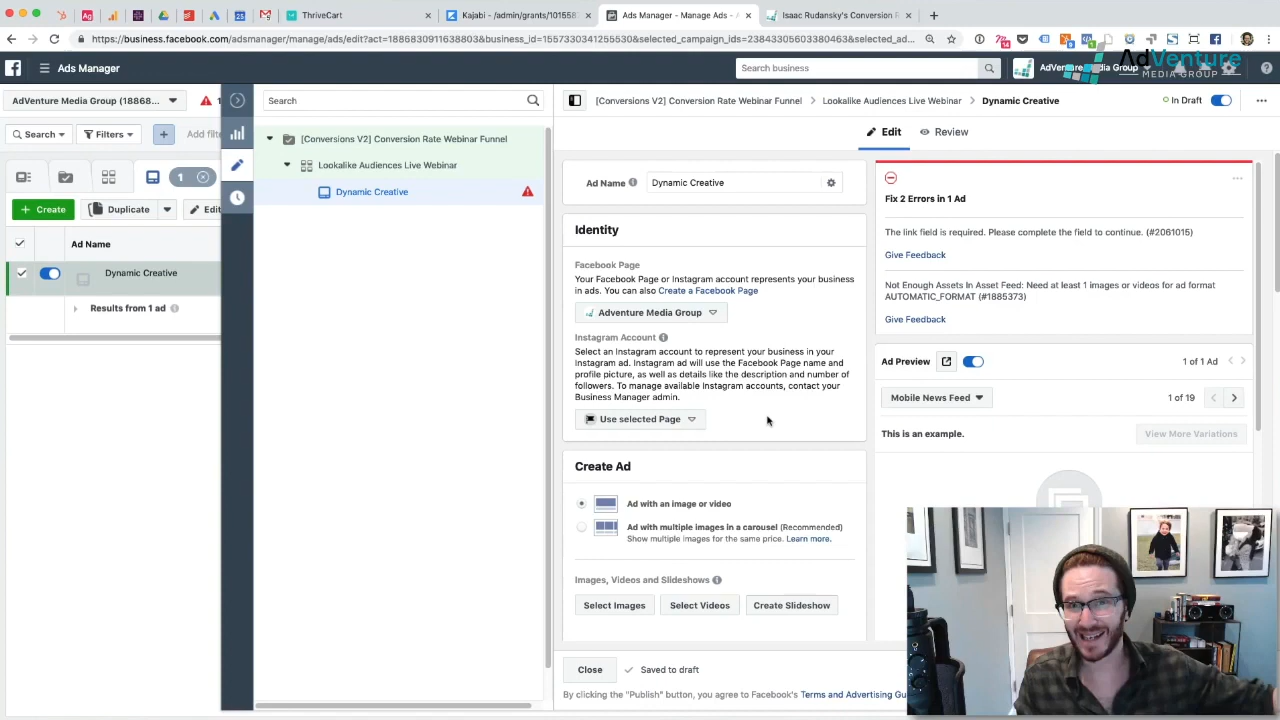 ThriveCart
Kajabi - /admin/grants/101558
Ads Manager - Manage Ads - A
Isaac Rudansky's Conversion R
https://business.facebook.com/adsmanager/manage/ads/edit?act=1886830911638803&business_id=1557330341255530&selected_campaign_ids=23843305603380463&selected_ad...
Ads Manager
Search business
AdVenture Media Group
AdVenture
MEDIA GROUP
AdVenture Media Group (18868...
1
Search
[Conversions V2] Conversion Rate Webinar Funnel
Lookalike Audiences Live Webinar
Dynamic Creative
In Draft
Search
Filters
Add filte
1
Create
Duplicate
Edit
Ad Name
Dynamic Creative
Results from 1 ad
[Conversions V2] Conversion Rate Webinar Funnel
Lookalike Audiences Live Webinar
Dynamic Creative
Edit
Review
Ad Name
Dynamic Creative
Identity
Facebook Page
Your Facebook Page or Instagram account represents your business
in ads. You can also Create a Facebook Page
Adventure Media Group
Instagram Account
Select an Instagram account to represent your business in your
Instagram ad. Instagram ad will use the Facebook Page name and
profile picture, as well as details like the description and number of
followers. To manage available Instagram accounts, contact your
Business Manager admin.
Use selected Page
Create Ad
Ad with an image or video
Ad with multiple images in a carousel (Recommended)
Show multiple images for the same price. Learn more.
Images, Videos and Slideshows
Select Images
Select Videos
Create Slideshow
Close
Saved to draft
By clicking the "Publish" button, you agree to Facebook's Terms and Advertising Gu
Fix 2 Errors in 1 Ad
The link field is required. Please complete the field to continue. (#2061015)
Give Feedback
Not Enough Assets In Asset Feed: Need at least 1 images or videos for ad format
AUTOMATIC_FORMAT (#1885373)
Give Feedback
Ad Preview
1 of 1 Ad
Mobile News Feed
1 of 19
This is an example.
View More Variations